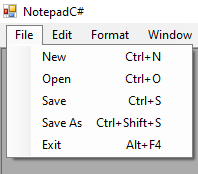 NotepadC#
File Edit Format Window
New Ctrl+N
Open Ctrl+O
Save Ctrl+S
Save As Ctrl+Shift+S
Exit Alt+F4